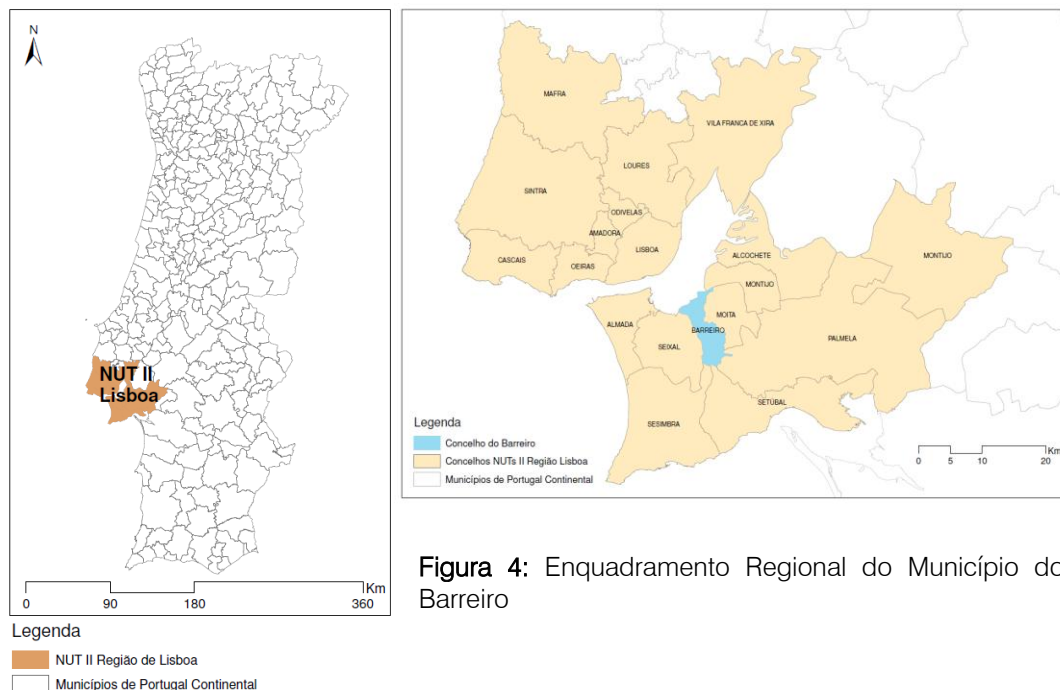 N
NUT II
Lisboa
0 90 180 360 Km
Legenda
NUT II Região de Lisboa
Municípios de Portugal Continental
MAFRA
VILA FRANCA DE XIRA
LOURES
SINTRA
ODIVELAS
AMADORA
LISBOA
CASCAIS
OEIRAS
ALCOCHETE
MONTIJO
MONTIJO
ALMADA
MOITA
BARREIRO
SEIXAL
PALMELA
SETÚBAL
SESIMBRA
Legenda
Concelho do Barreiro
Concelhos NUTs II Região Lisboa
Municípios de Portugal Continental
0 5 10 20 Km
Figura 4: Enquadramento Regional do Município do
Barreiro